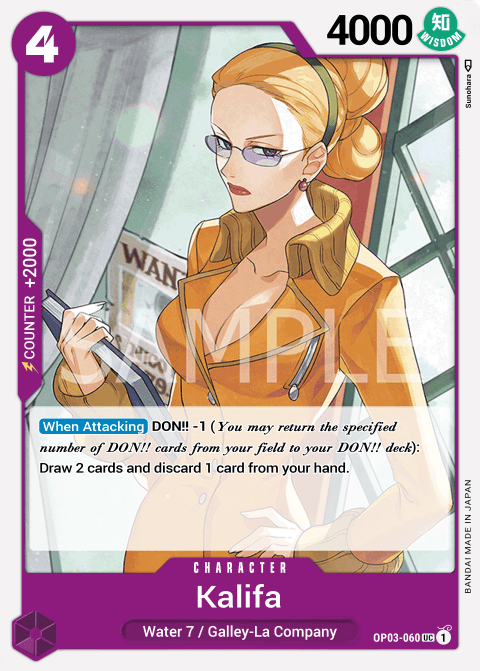 4
4000
知
WISDOM
Sunohara
COUNTER +2000
WAN
SAMPLE
When Attacking DON!! -1 (You may return the specified
number of DON!! cards from your field to your DON!! deck):
Draw 2 cards and discard 1 card from your hand.
BANDAI MADE IN JAPAN
CHARACTER
Kalifa
Water 7 / Galley-La Company
OP03-060 UC 1